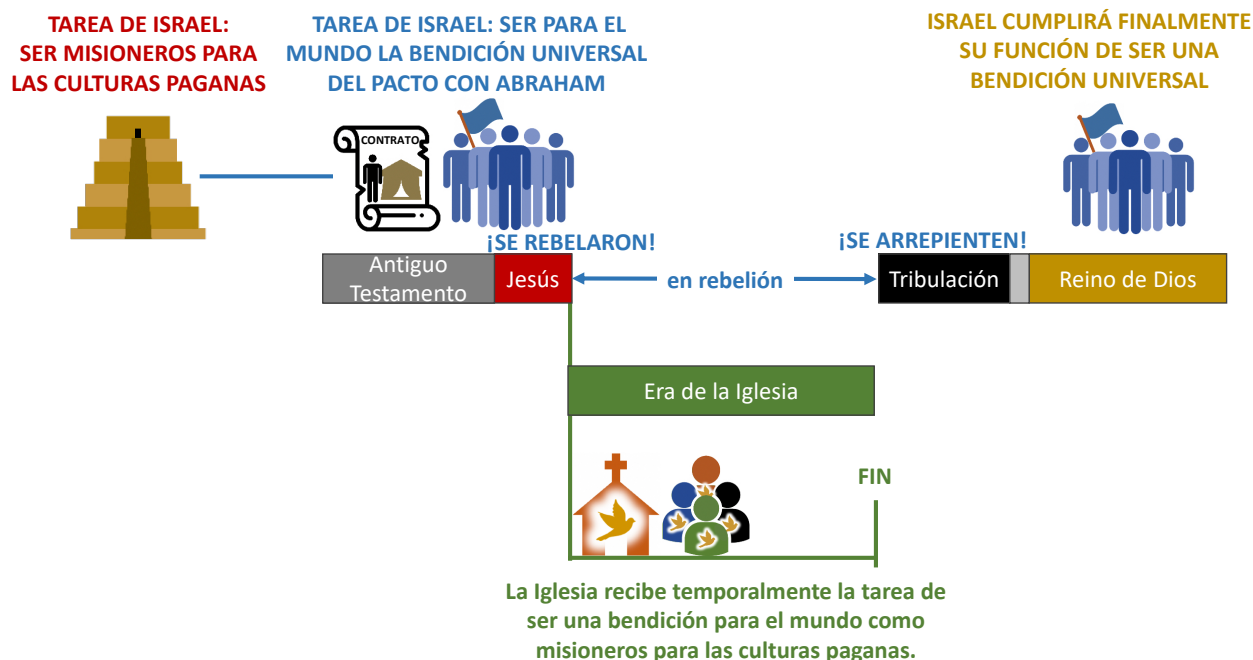 TAREA DE ISRAEL:
SER MISIONEROS PARA
LAS CULTURAS PAGANAS
TAREA DE ISRAEL: SER PARA EL
MUNDO LA BENDICIÓN UNIVERSAL
DEL PACTO CON ABRAHAM
ISRAEL CUMPLIRÁ FINALMENTE
SU FUNCIÓN DE SER UNA
BENDICIÓN UNIVERSAL
CONTRATO
¡SE REBELARON!
¡SE ARREPIENTEN!
Antiguo
Testamento
Jesús
en rebelión
Tribulación
Reino de Dios
Era de la Iglesia
FIN
La Iglesia recibe temporalmente la tarea de
ser una bendición para el mundo como
misioneros para las culturas paganas.